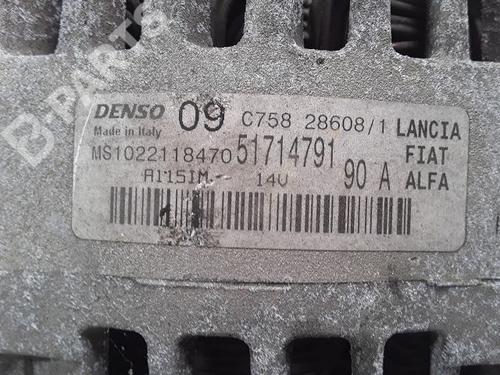 DENSO 09 C758 28608/1 LANCIA
Made in Italy
MS1022118470 51714791 FIAT
A115IM 14V 90 A ALFA
B-PARTS